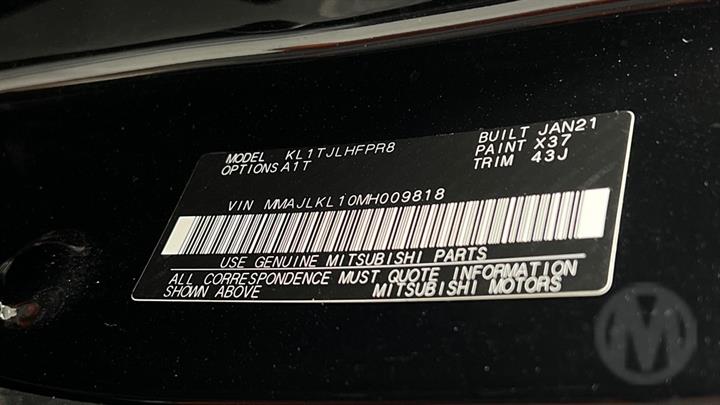 MODEL KL1TJLHFPR8 BUILT JAN21
OPTIONS A1T PAINT X37
TRIM 43J
VIN MMAJLKL10MH009818
USE GENUINE MITSUBISHI PARTS
ALL CORRESPONDENCE MUST QUOTE INFORMATION
SHOWN ABOVE MITSUBISHI MOTORS
M